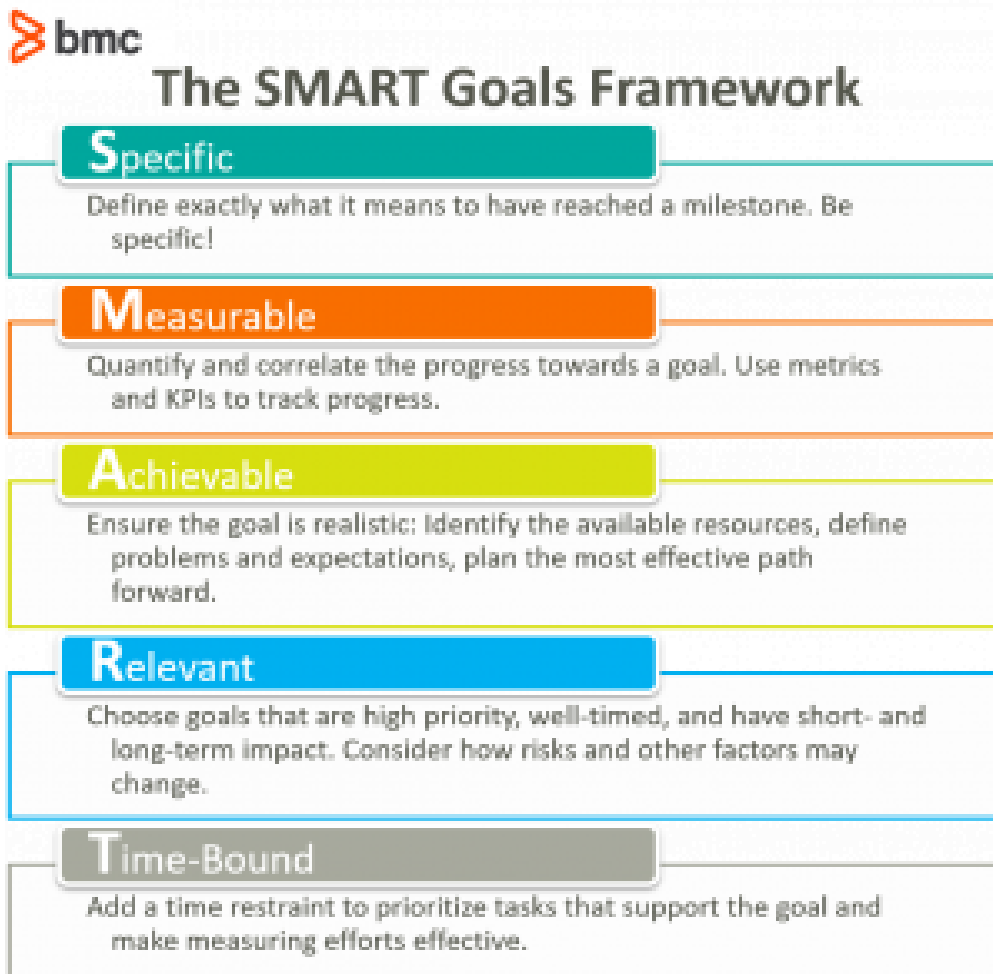 bmc
The SMART Goals Framework
Specific
Define exactly what it means to have reached a milestone. Be
specific!
Measurable
Quantify and correlate the progress towards a goal. Use metrics
and KPIs to track progress.
Achievable
Ensure the goal is realistic: Identify the available resources, define
problems and expectations, plan the most effective path
forward.
Relevant
Choose goals that are high priority, well-timed, and have short- and
long-term impact. Consider how risks and other factors may
change.
Time-Bound
Add a time restraint to prioritize tasks that support the goal and
make measuring efforts effective.